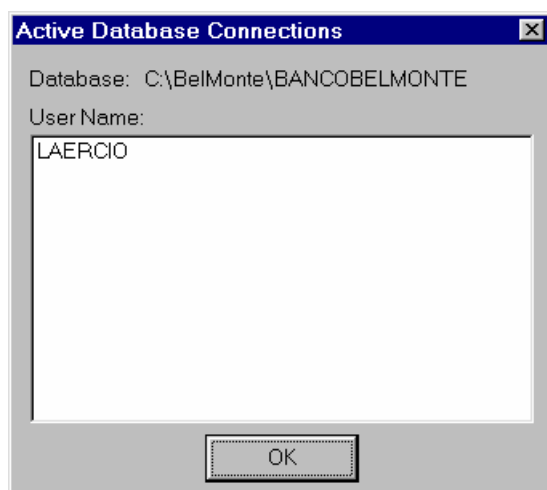 Active Database Connections
Database: C:\BelMonte\BANCOBELMONTE
User Name:
LAERCIO
OK